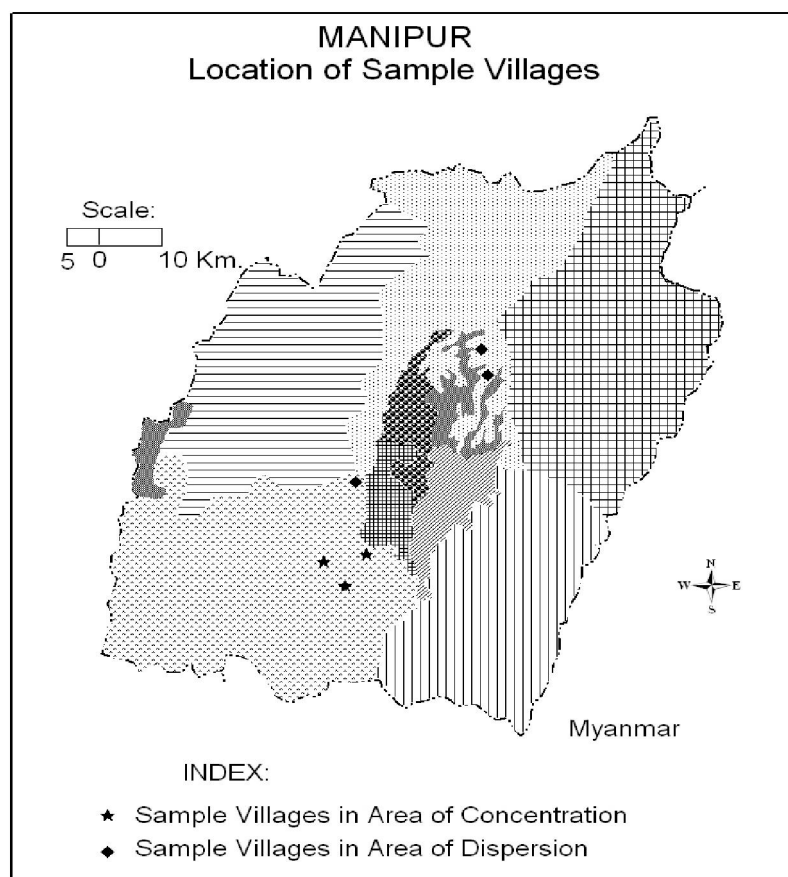 MANIPUR
Location of Sample Villages
Scale:
5 0 10 Km.
N
W E
S
Myanmar
INDEX:
Sample Villages in Area of Concentration
Sample Villages in Area of Dispersion